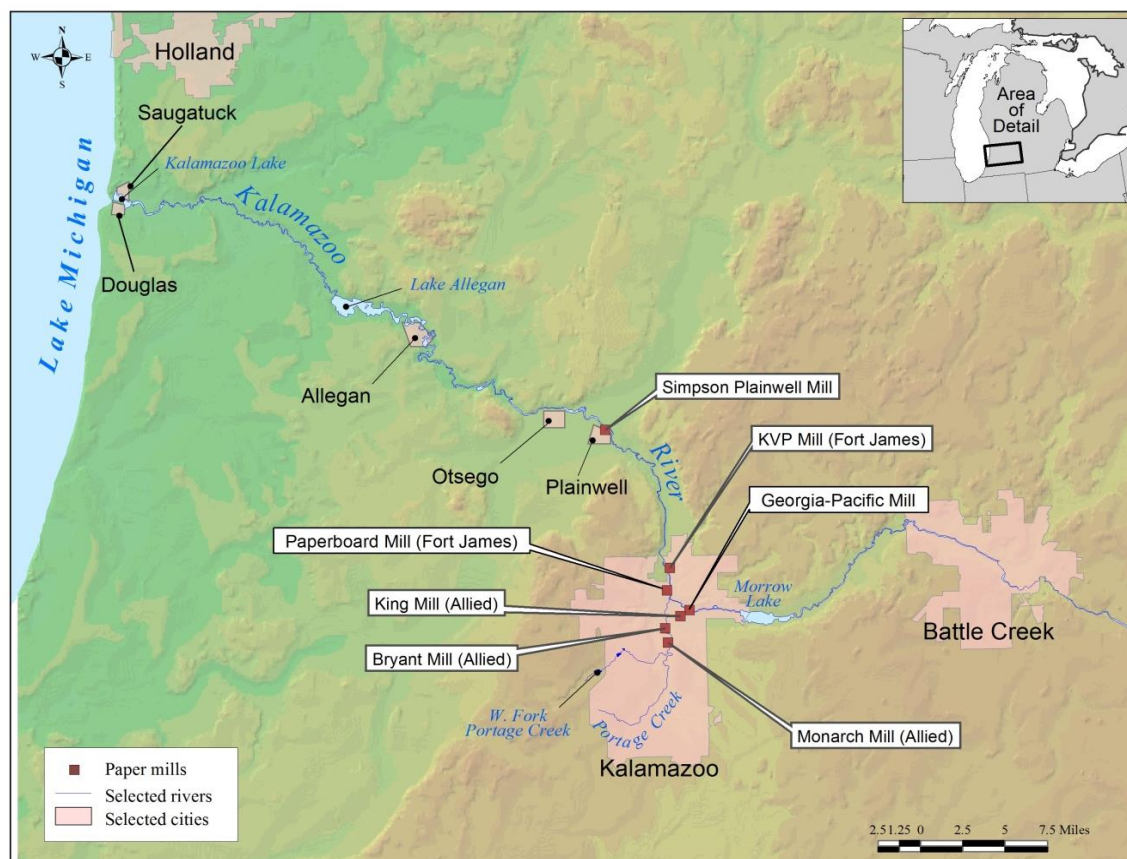 N
W
E
S
Holland
Saugatuck
Kalamazoo Lake
Lake Michigan
Kalamazoo
Douglas
Lake Allegan
Allegan
Area
of
Detail
Simpson Plainwell Mill
KVP Mill (Fort James)
River
Otsego
Plainwell
Georgia-Pacific Mill
Paperboard Mill (Fort James)
Morrow
Lake
King Mill (Allied)
Battle Creek
Bryant Mill (Allied)
W. Fork
Portage Creek
Portage Creek
Monarch Mill (Allied)
Kalamazoo
Paper mills
Selected rivers
Selected cities
2.5 1.25 0 2.5 5 7.5 Miles